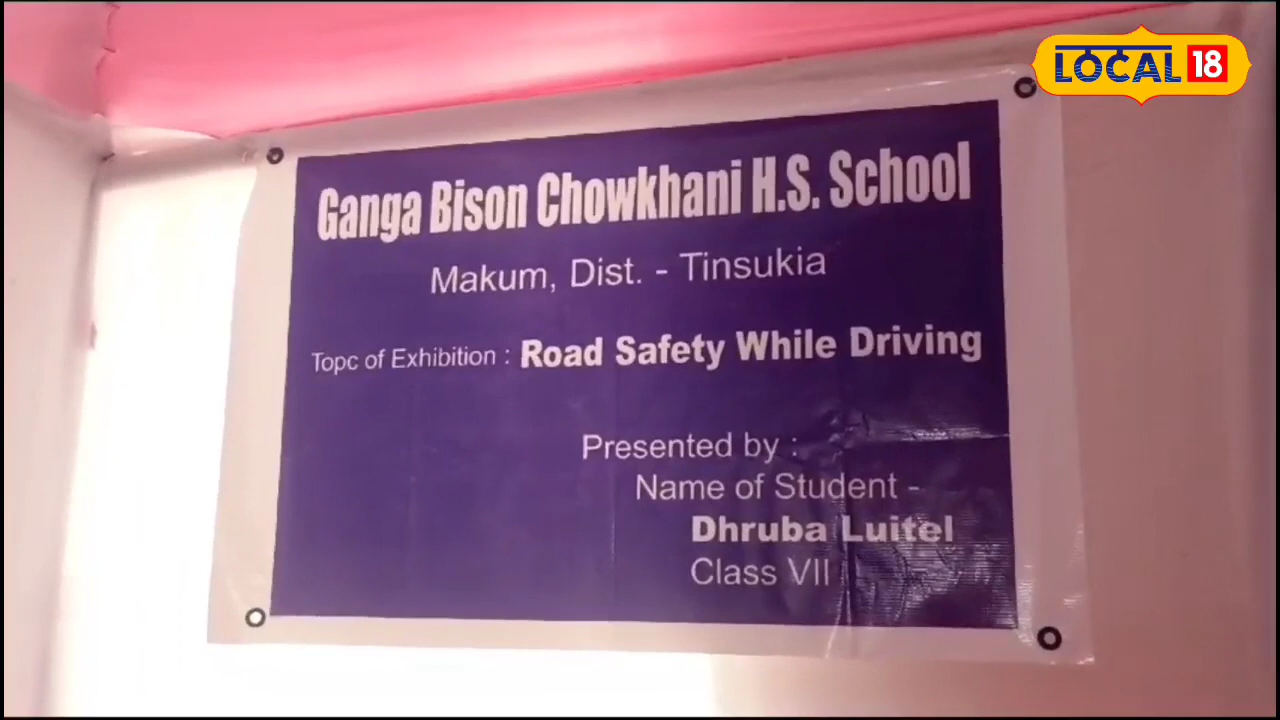 LOCAL 18
Ganga Bison Chowkhani H.S. School
Makum, Dist. - Tinsukia
Topc of Exhibition : Road Safety While Driving
Presented by :
Name of Student -
Dhruba Luitel
Class VII